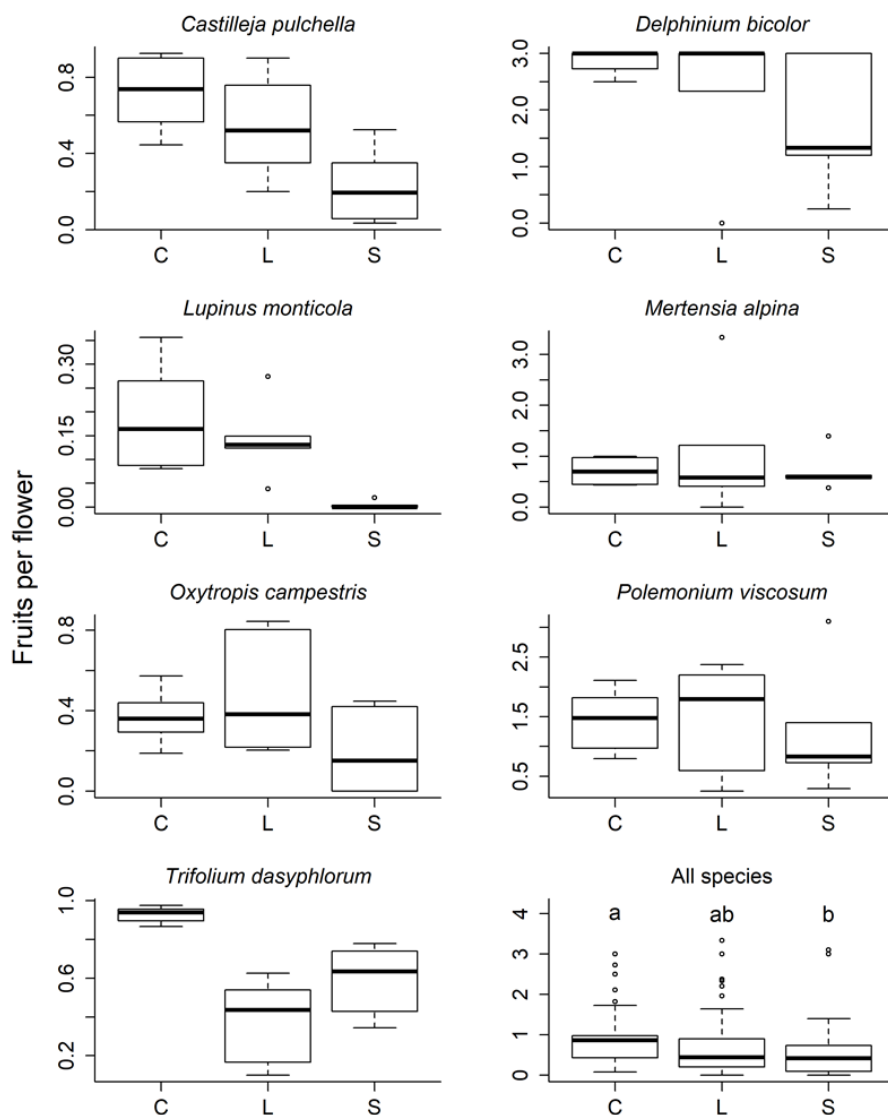 Castilleja pulchella
0.8
0.4
0.0
C L S
Delphinium bicolor
3.0
2.0
1.0
0.0
C L S
Lupinus monticola
0.30
0.15
0.00
C L S
Mertensia alpina
3.0
2.0
1.0
0.0
C L S
Fruits per flower
Oxytropis campestris
0.8
0.4
0.0
C L S
Polemonium viscosum
2.5
1.5
0.5
C L S
Trifolium dasyphlorum
1.0
0.6
0.2
C L S
All species
a ab b
4
3
2
1
0
C L S